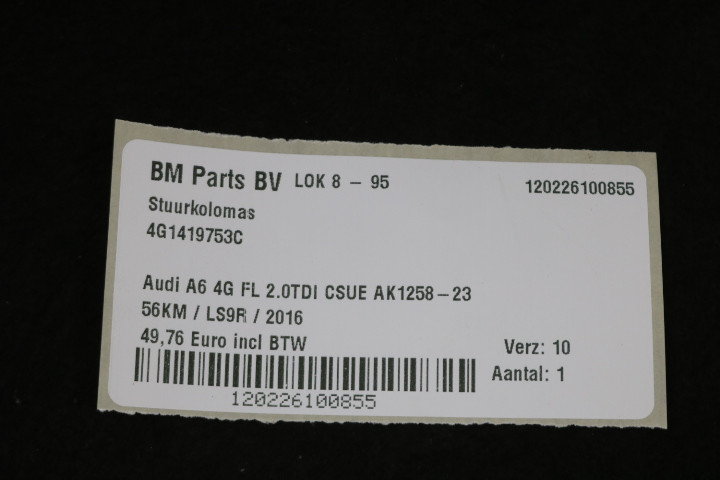 BM Parts BV LOK 8 - 95 120226100855
Stuurkolomas
4G1419753C
Audi A6 4G FL 2.0TDI CSUE AK1258-23
56KM / LS9R / 2016
49,76 Euro incl BTW Verz: 10
Aantal: 1
120226100855